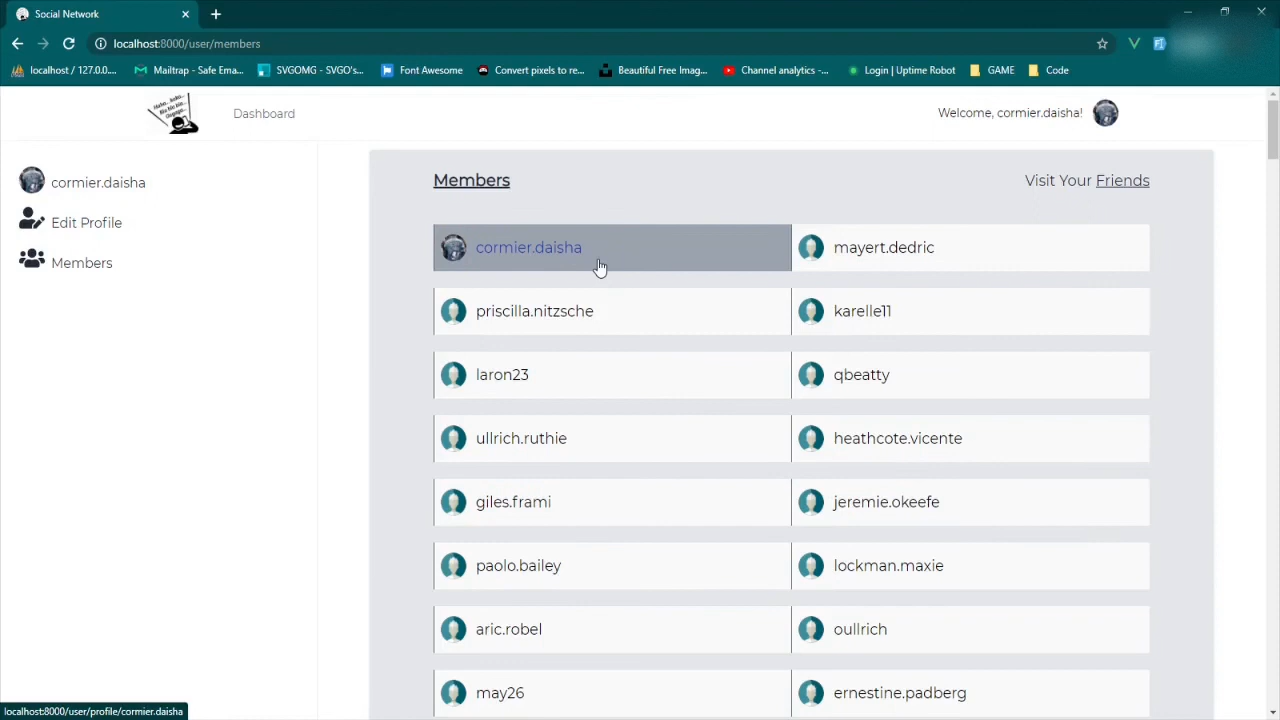 Social Network
localhost:8000/user/members
localhost / 127.0.0....
Mailtrap - Safe Ema...
SVGOMG - SVGO's...
Font Awesome
Convert pixels to re...
Beautiful Free Imag...
Channel analytics -...
Login | Uptime Robot
GAME
Code
Dashboard
Welcome, cormier.daisha!
cormier.daisha
Edit Profile
Members
Members
Visit Your Friends
cormier.daisha
mayert.dedric
priscilla.nitzsche
karelle11
laron23
qbeatty
ullrich.ruthie
heathcote.vicente
giles.frami
jeremie.okeefe
paolo.bailey
lockman.maxie
aric.robel
oullrich
may26
ernestine.padberg
localhost:8000/user/profile/cormier.daisha